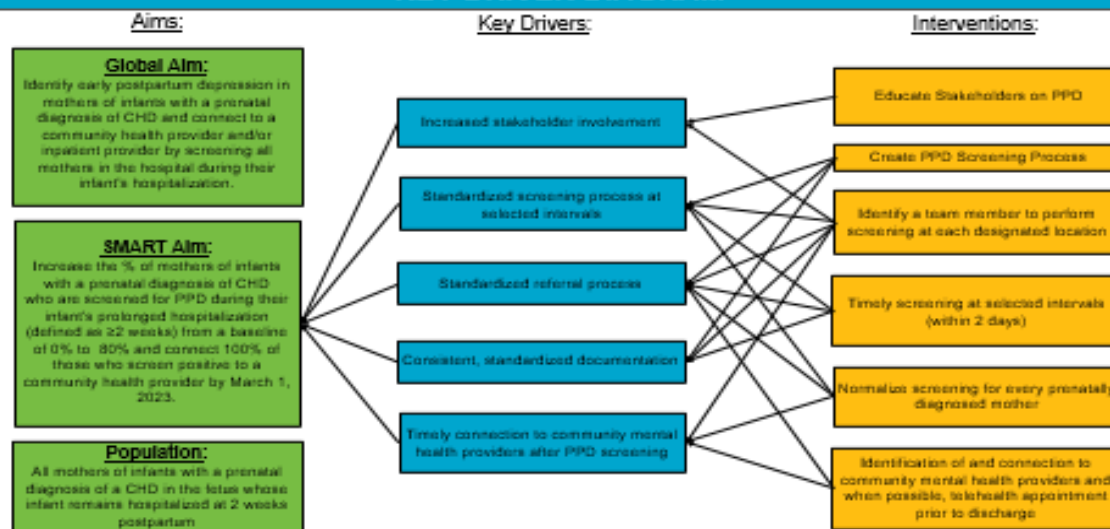 Aims:
Global Aim:
Identify early postpartum depression in
mothers of infants with a prenatal
diagnosis of CHD and connect to a
community health provider and/or
inpatient provider by screening all
mothers in the hospital during their
infant's hospitalization.
SMART Aim:
Increase the % of mothers of infants
with a prenatal diagnosis of CHD
who are screened for PPD during their
infant's prolonged hospitalization
(defined as ≥2 weeks) from a baseline
of 0% to 80% and connect 100% of
those who screen positive to a
community health provider by March 1,
2023.
Population:
All mothers of infants with a prenatal
diagnosis of a CHD in the fetus whose
infant remains hospitalized at 2 weeks
postpartum
Key Drivers:
Increased stakeholder involvement
Standardized screening process at
selected intervals
Standardized referral process
Consistent, standardized documentation
Timely connection to community mental
health providers after PPD screening
Interventions:
Educate Stakeholders on PPD
Create PPD Screening Process
Identify a team member to perform
screening at each designated location
Timely screening at selected intervals
(within 2 days)
Normalize screening for every prenatally
diagnosed mother
Identification of and connection to
community mental health providers and
when possible, telehealth appointment
prior to discharge